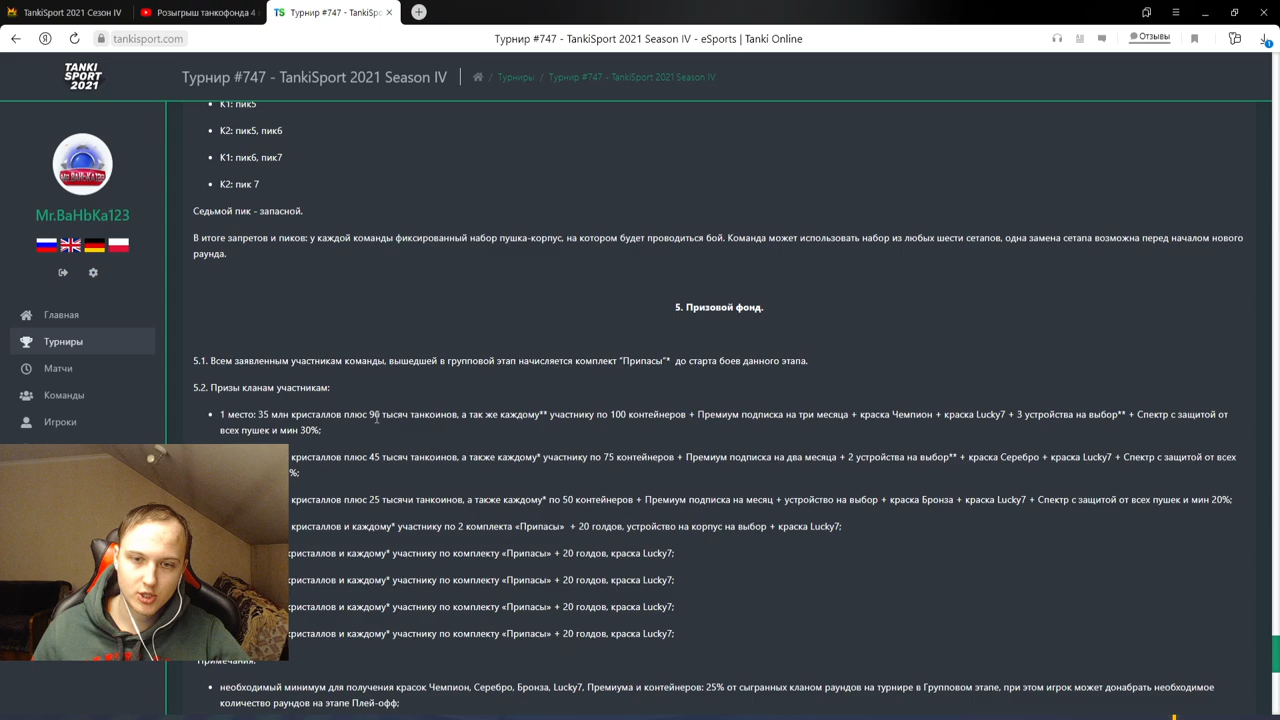 TankiSport 2021 Сезон IV
Розыгрыш танкофонда 4
Турнир #747 - TankiSpo
tankisport.com
Турнир #747 - TankiSport 2021 Season IV - eSports | Tanki Online
Отзывы
TANKI SPORT 2021
Турнир #747 - TankiSport 2021 Season IV
/ Турниры / Турнир #747 - TankiSport 2021 Season IV
Mr.BaHbKa123
Главная
Турниры
Матчи
Команды
Игроки
К1: пик5
К2: пик5, пик6
К1: пик6, пик7
К2: пик 7
Седьмой пик - запасной.
В итоге запретов и пиков: у каждой команды фиксированный набор пушка-корпус, на котором будет проводиться бой. Команда может использовать набор из любых шести сетапов, одна замена сетапа возможна перед началом нового
раунда.
5. Призовой фонд.
5.1. Всем заявленным участникам команды, вышедшей в групповой этап начисляется комплект "Припасы"* до старта боев данного этапа.
5.2. Призы кланам участникам:
1 место: 35 млн кристаллов плюс 90 тысяч танкоинов, а так же каждому** участнику по 100 контейнеров + Премиум подписка на три месяца + краска Чемпион + краска Lucky7 + 3 устройства на выбор** + Спектр с защитой от
всех пушек и мин 30%;
кристаллов плюс 45 тысяч танкоинов, а также каждому* участнику по 75 контейнеров + Премиум подписка на два месяца + 2 устройства на выбор** + краска Серебро + краска Lucky7 + Спектр с защитой от всех
%;
кристаллов плюс 25 тысячи танкоинов, а также каждому* по 50 контейнеров + Премиум подписка на месяц + устройство на выбор + краска Бронза + краска Lucky7 + Спектр с защитой от всех пушек и мин 20%;
кристаллов и каждому* участнику по 2 комплекта «Припасы» + 20 голдов, устройство на корпус на выбор + краска Lucky7;
кристаллов и каждому* участнику по комплекту «Припасы» + 20 голдов, краска Lucky7;
кристаллов и каждому* участнику по комплекту «Припасы» + 20 голдов, краска Lucky7;
кристаллов и каждому* участнику по комплекту «Припасы» + 20 голдов, краска Lucky7;
кристаллов и каждому* участнику по комплекту «Припасы» + 20 голдов, краска Lucky7;
Примечания:
необходимый минимум для получения красок Чемпион, Серебро, Бронза, Lucky7, Премиума и контейнеров: 25% от сыгранных кланом раундов на турнире в Групповом этапе, при этом игрок может донабрать необходимое
количество раундов на этапе Плей-офф;